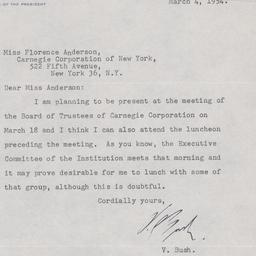 OF THE PRESIDENT
March 4, 1954.
Miss Florence Anderson,
Carnegie Corporation of New York,
522 Fifth Avenue,
New York 36, N.Y.
Dear Miss Anderson:
I am planning to be present at the meeting of
the Board of Trustees of Carnegie Corporation on
March 18 and I think I can also attend the luncheon
preceding the meeting. As you know, the Executive
Committee of the Institution meets that morning and
it may prove desirable for me to lunch with some of
that group, although this is doubtful.
Cordially yours,
V. Bush.
V. Bush.